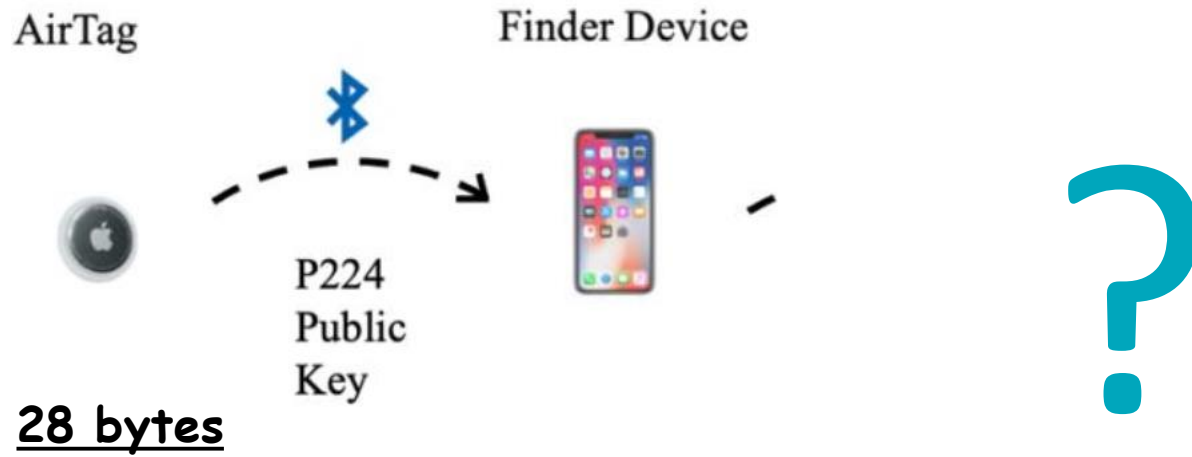 AirTag
Finder Device
P224
Public
Key
28 bytes
?